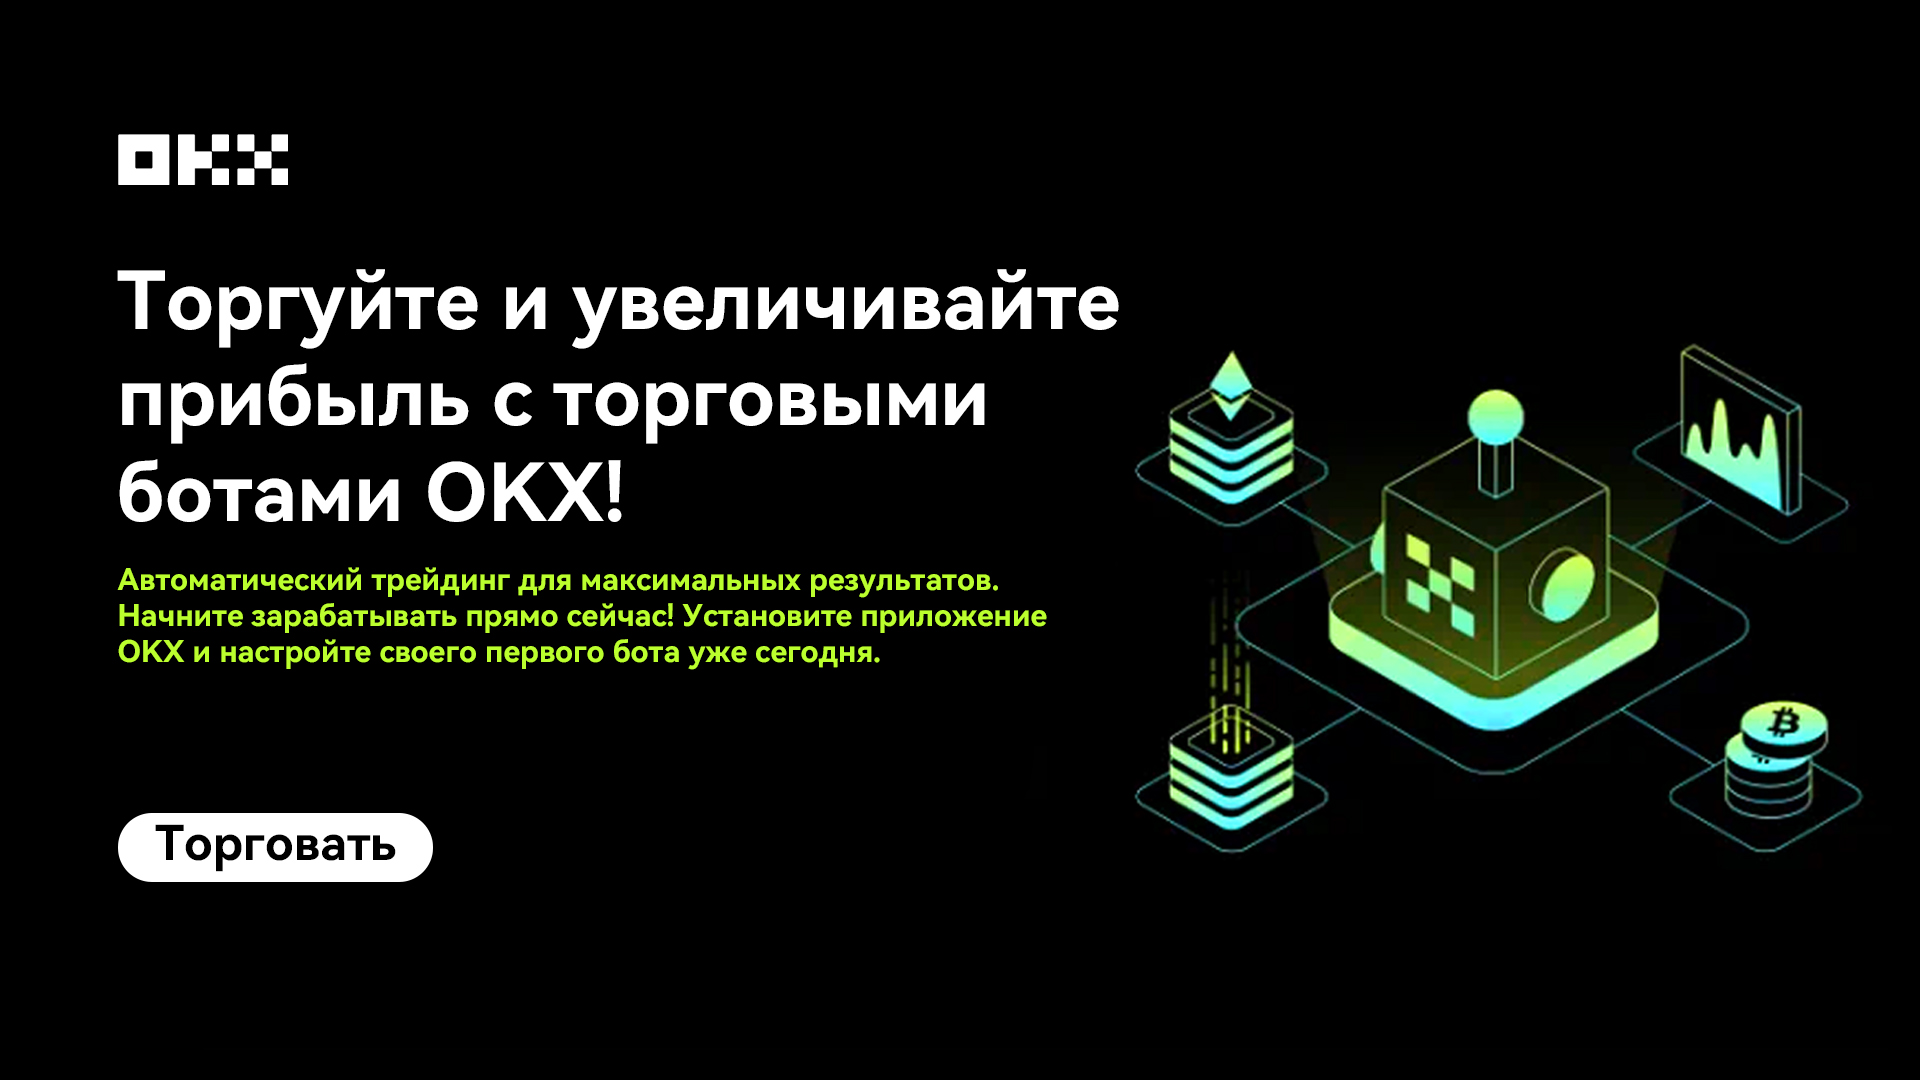 OKX
Торгуйте и увеличивайте
прибыль с торговыми
ботами OKX!
Автоматический трейдинг для максимальных результатов.
Начните зарабатывать прямо сейчас! Установите приложение
OKX и настройте своего первого бота уже сегодня.
Торговать